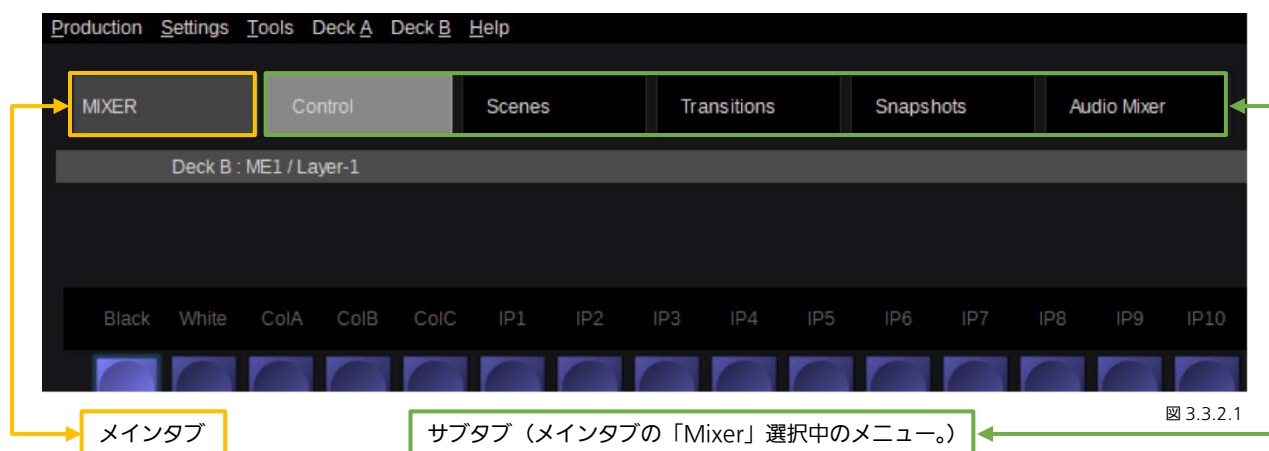 Production Settings Tools Deck A Deck B Help
MIXER Control Scenes Transitions Snapshots Audio Mixer
Deck B : ME1 / Layer-1
Black White ColA ColB ColC IP1 IP2 IP3 IP4 IP5 IP6 IP7 IP8 IP9 IP10
図 3.3.2.1
メインタブ サブタブ（メインタブの「Mixer」選択中のメニュー。）